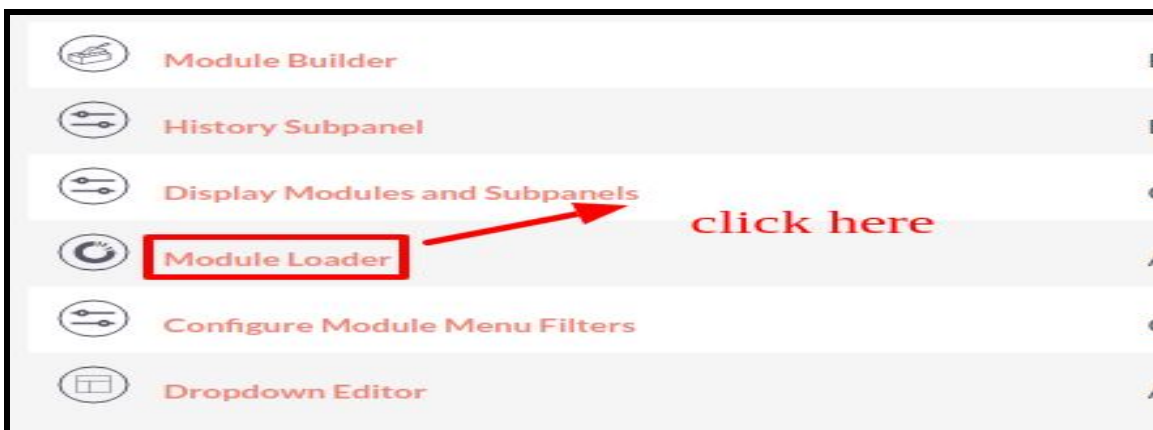 Module Builder
History Subpanel
Display Modules and Subpanels
click here
Module Loader
Configure Module Menu Filters
Dropdown Editor